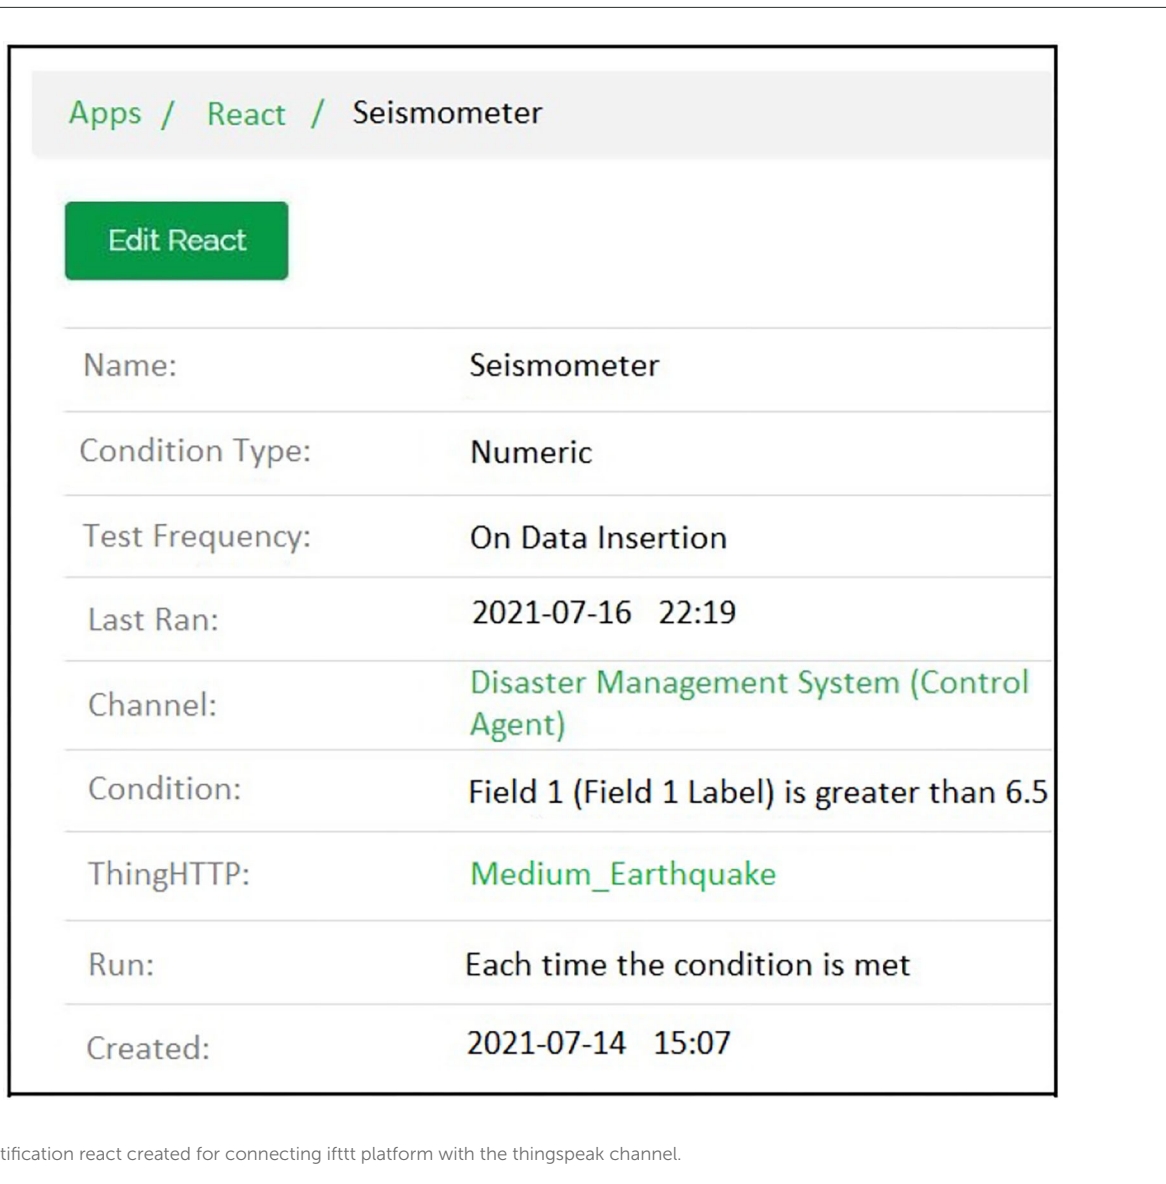 Apps / React / Seismometer
Edit React
Name: Seismometer
Condition Type: Numeric
Test Frequency: On Data Insertion
Last Ran: 2021-07-16 22:19
Channel: Disaster Management System (Control
Agent)
Condition: Field 1 (Field 1 Label) is greater than 6.5
ThingHTTP: Medium_Earthquake
Run: Each time the condition is met
Created: 2021-07-14 15:07
tification react created for connecting ifttt platform with the thingspeak channel.